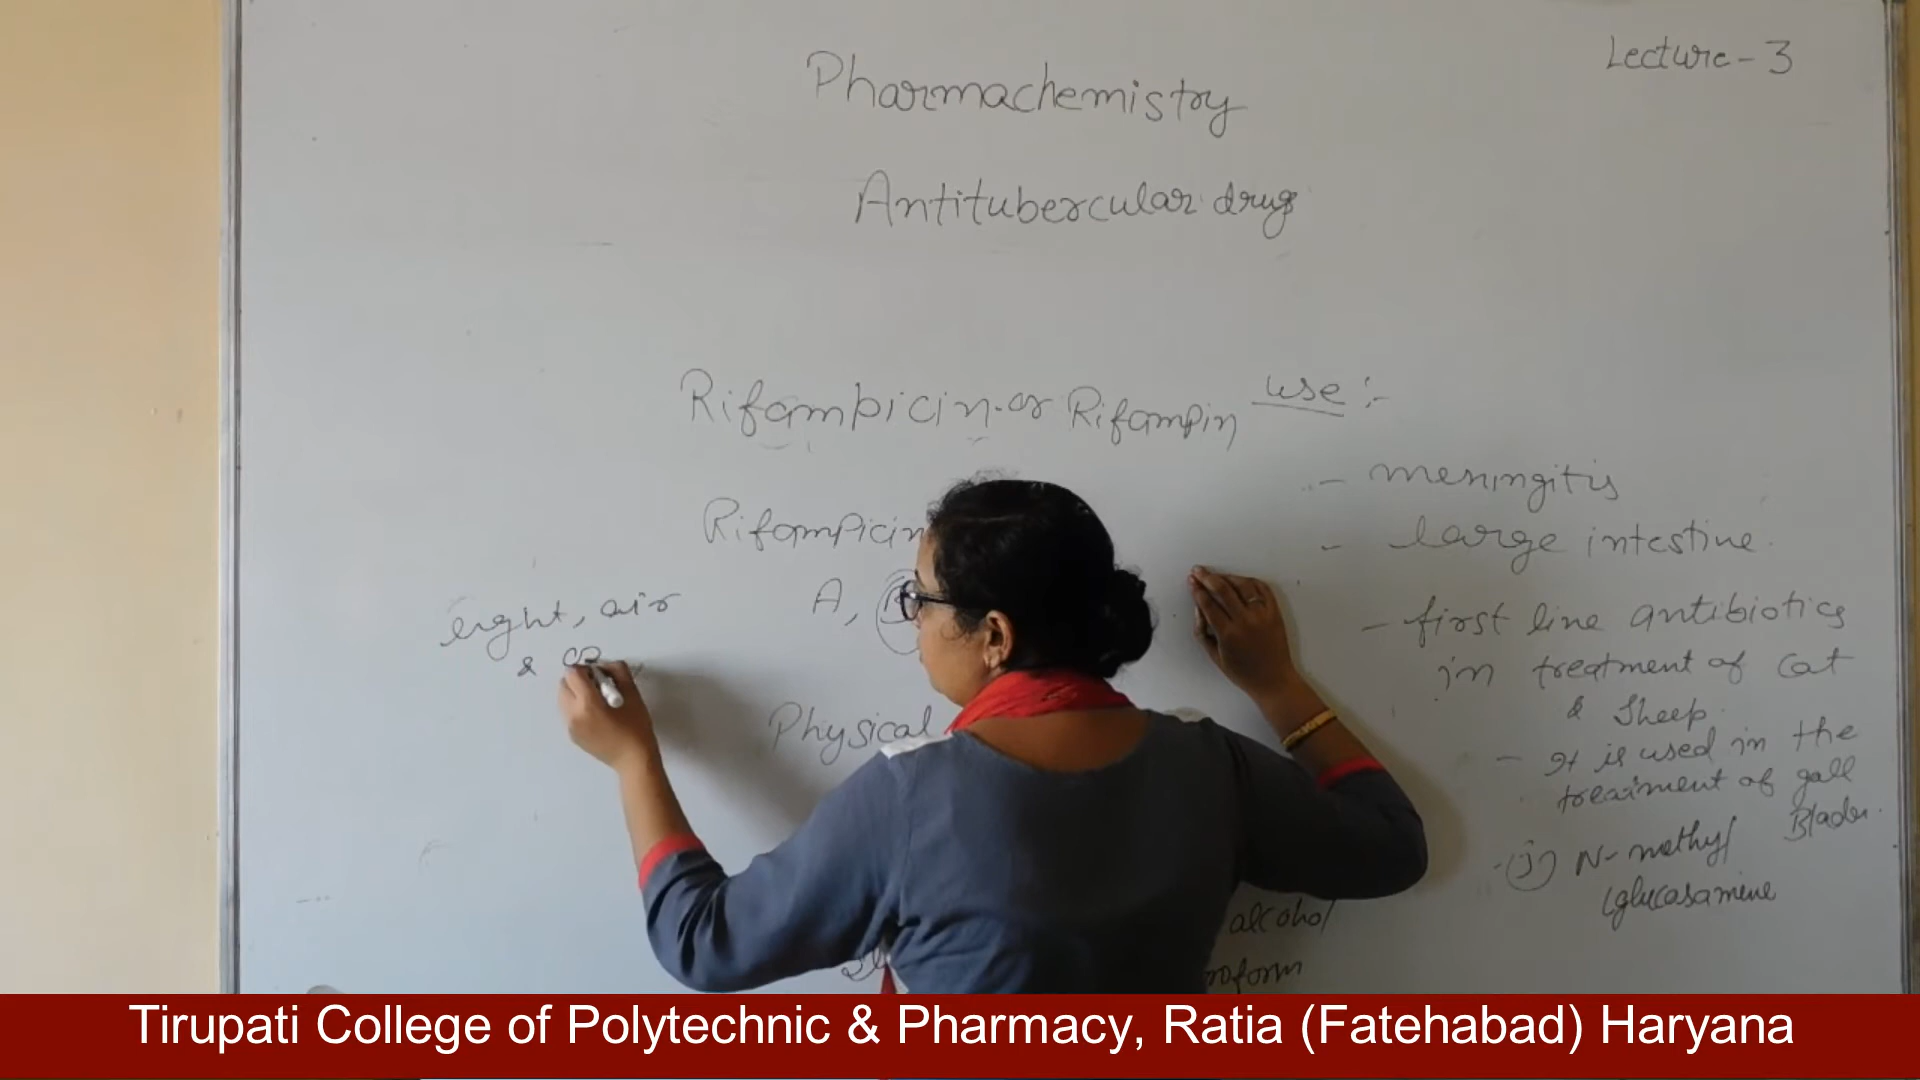 Lecture - 3
Pharmachemistry
Antitubercular drug
Rifampicin or Rifampin
Rifampicin
A, B
light, air
&
Physical
use :-
- meningitis
- large intestine.
- first line antibiotics
in treatment of cat
& Sheep.
- It is used in the
treatment of gall
Blader.
N-methyl
glucosamine
alcohol
roform
Tirupati College of Polytechnic & Pharmacy, Ratia (Fatehabad) Haryana